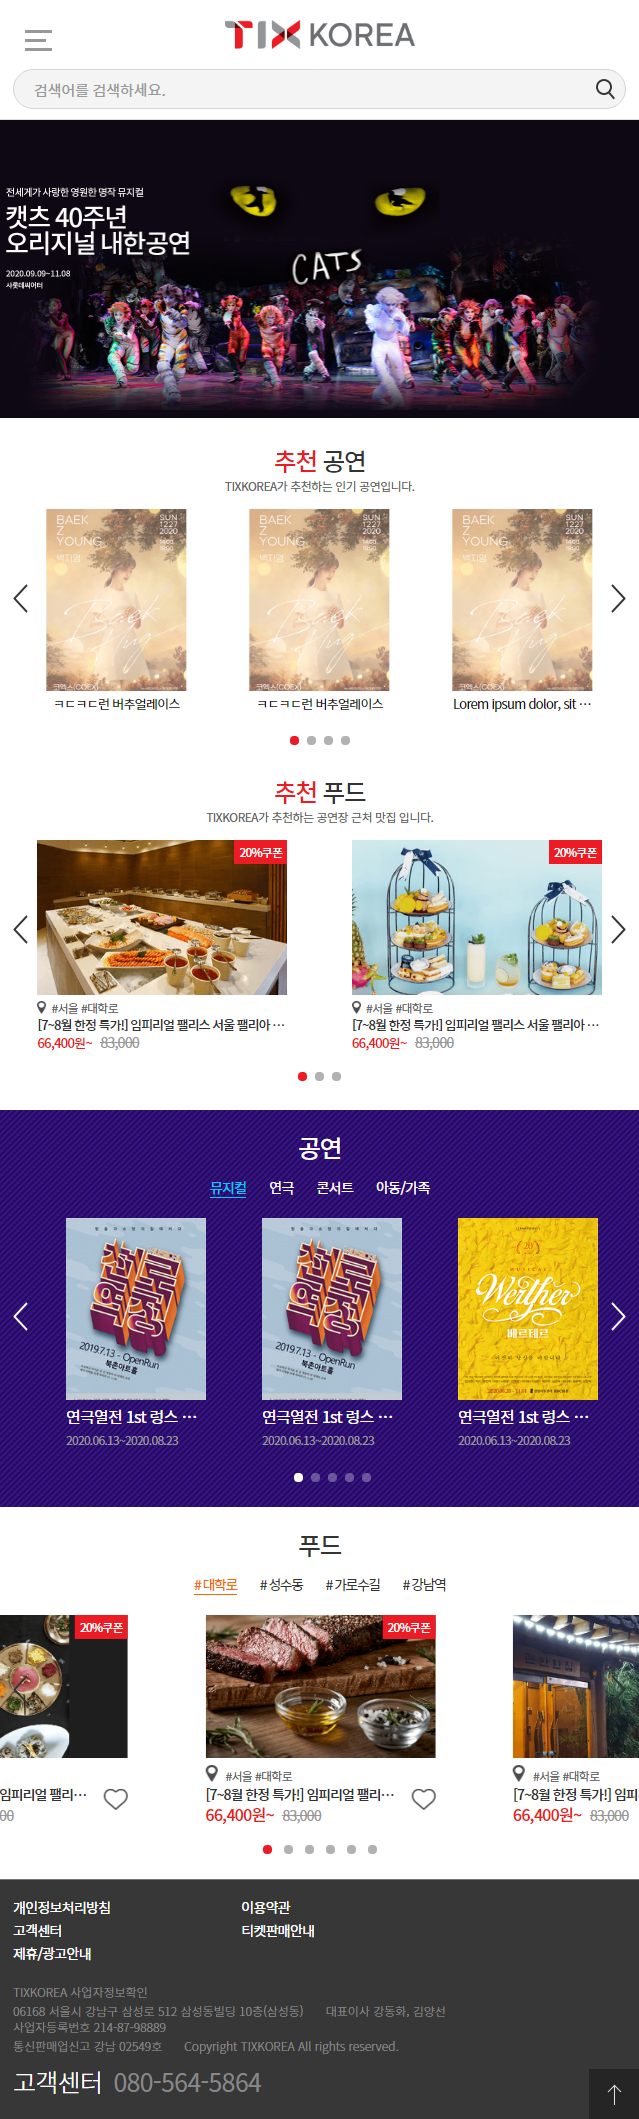 TIX KOREA
검색어를 검색하세요.
전세계가 사랑한 영원한 명작 뮤지컬
캣츠 40주년
오리지널 내한공연
2020.09.09~11.08
샤롯데씨어터
CATS
추천 공연
TIXKOREA가 추천하는 인기 공연입니다.
BAEK
Z
YOUNG
백지영
SUN
1227
2020
코엑스(COEX)
BAEK
Z
YOUNG
백지영
SUN
1227
2020
코엑스(COEX)
BAEK
Z
YOUNG
백지영
SUN
1227
2020
코엑스(COEX)
ㅋㄷㅋㄷ런 버추얼레이스
ㅋㄷㅋㄷ런 버추얼레이스
Lorem ipsum dolor, sit …
추천 푸드
TIXKOREA가 추천하는 공연장 근처 맛집 입니다.
20%쿠폰
20%쿠폰
#서울 #대학로
#서울 #대학로
[7~8월 한정 특가!] 임피리얼 팰리스 서울 팰리아 …
[7~8월 한정 특가!] 임피리얼 팰리스 서울 팰리아 …
66,400원~ 83,000
66,400원~ 83,000
공연
뮤지컬 연극 콘서트 아동/가족
2019.7.13 - OpenRun
북촌아트홀
2019.7.13 - OpenRun
북촌아트홀
MUSICAL
Werther
베르테르
연극열전 1st 렁스 …
연극열전 1st 렁스 …
연극열전 1st 렁스 …
2020.06.13~2020.08.23
2020.06.13~2020.08.23
2020.06.13~2020.08.23
푸드
# 대학로 # 성수동 # 가로수길 # 강남역
20%쿠폰
20%쿠폰
#서울 #대학로
#서울 #대학로
임피리얼 팰리…
[7~8월 한정 특가!] 임피리얼 팰리…
[7~8월 한정 특가!] 임피
00
66,400원~ 83,000
66,400원~ 83,000
개인정보처리방침 이용약관
고객센터 티켓판매안내
제휴/광고안내
TIXKOREA 사업자정보확인
06168 서울시 강남구 삼성로 512 삼성동빌딩 10층(삼성동) 대표이사 강동화, 김양선
사업자등록번호 214-87-98889
통신판매업신고 강남 02549호 Copyright TIXKOREA All rights reserved.
고객센터 080-564-5864